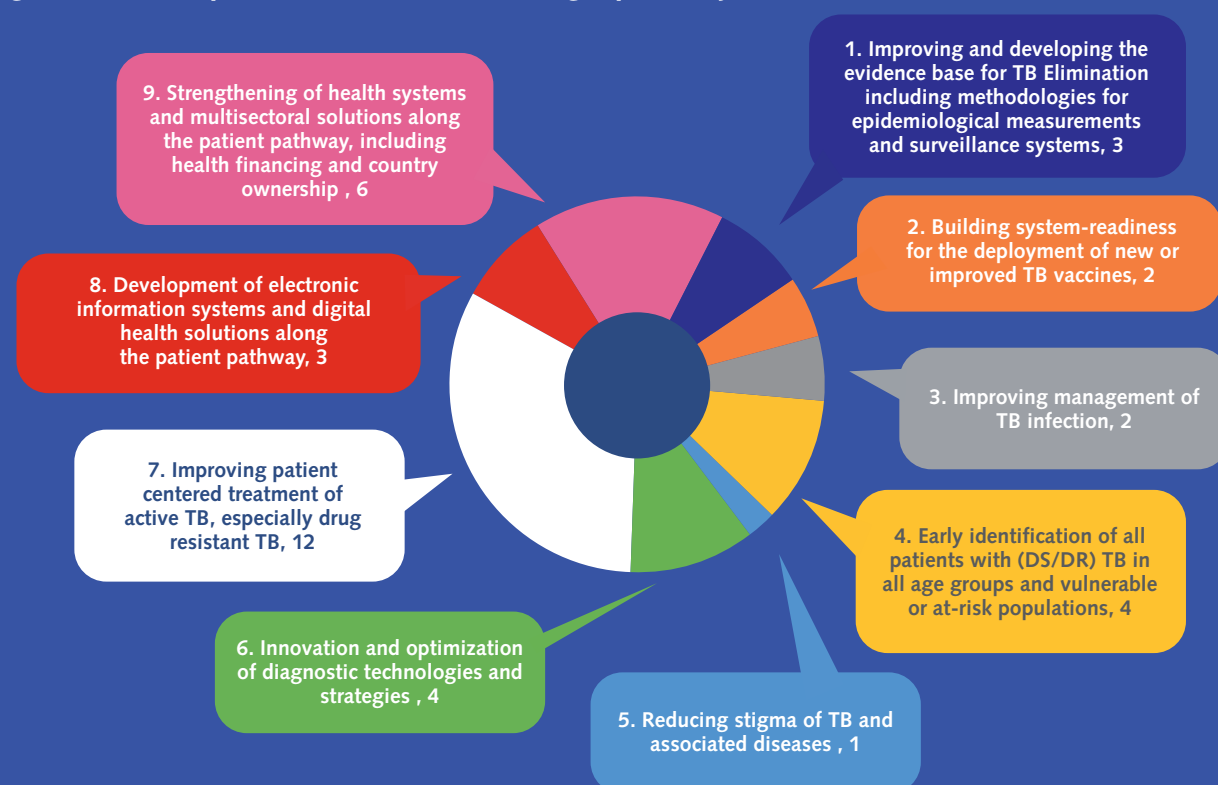 1. Improving and developing the
evidence base for TB Elimination
including methodologies for
epidemiological measurements
and surveillance systems, 3
2. Building system-readiness
for the deployment of new or
improved TB vaccines, 2
3. Improving management of
TB infection, 2
4. Early identification of all
patients with (DS/DR) TB in
all age groups and vulnerable
or at-risk populations, 4
5. Reducing stigma of TB and
associated diseases , 1
6. Innovation and optimization
of diagnostic technologies and
strategies , 4
7. Improving patient
centered treatment of
active TB, especially drug
resistant TB, 12
8. Development of electronic
information systems and digital
health solutions along
the patient pathway, 3
9. Strengthening of health systems
and multisectoral solutions along
the patient pathway, including
health financing and country
ownership , 6